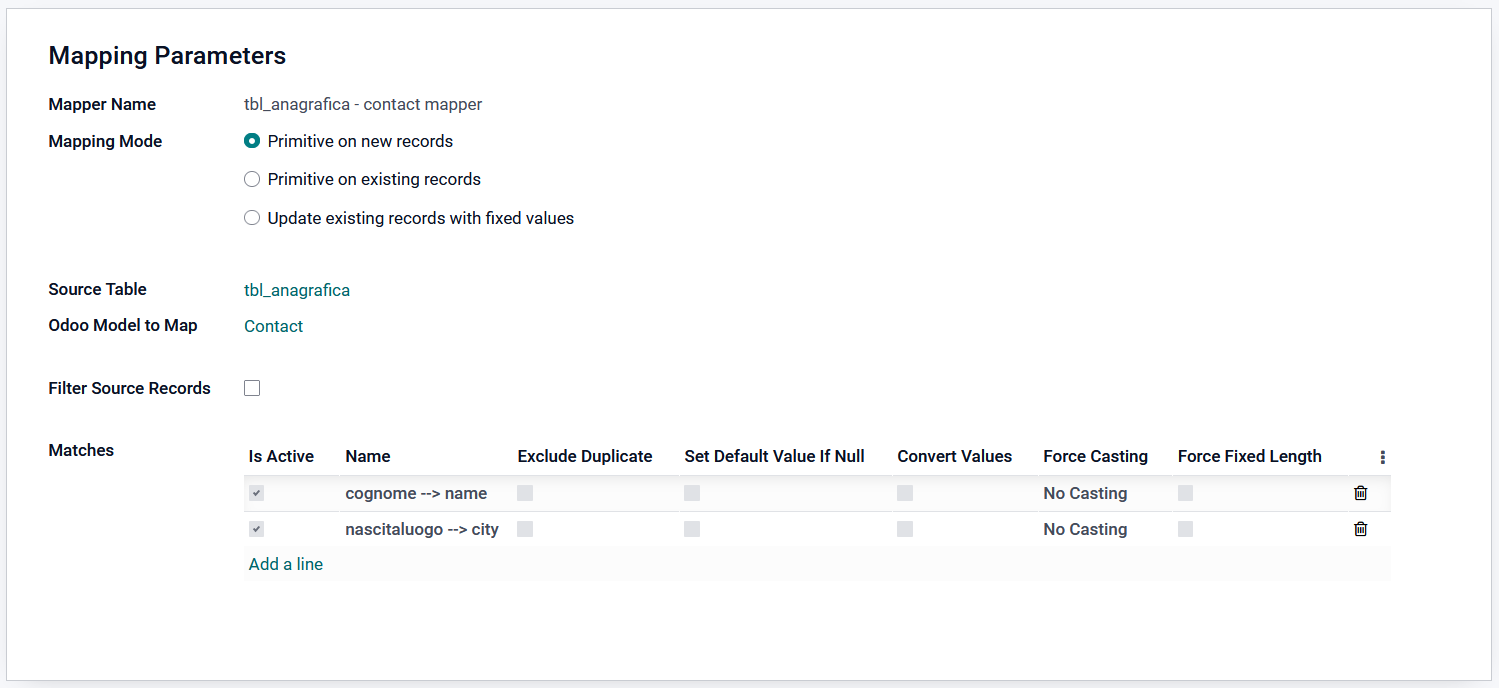 Mapping Parameters
Mapper Name tbl_anagrafica - contact mapper
Mapping Mode Primitive on new records
Primitive on existing records
Update existing records with fixed values
Source Table tbl_anagrafica
Odoo Model to Map Contact
Filter Source Records
Matches Is Active Name Exclude Duplicate Set Default Value If Null Convert Values Force Casting Force Fixed Length
cognome --> name No Casting
nascitaluogo --> city No Casting
Add a line